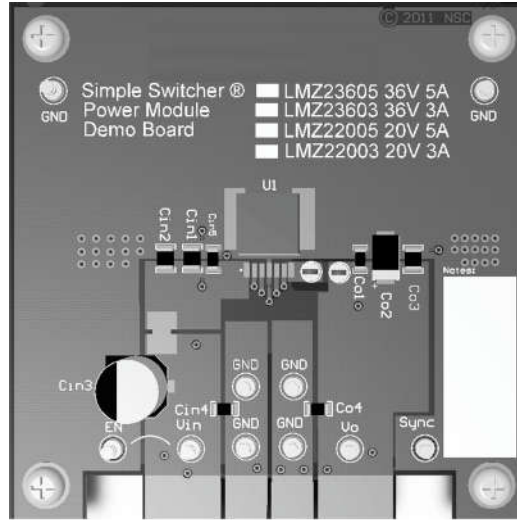 © 2011 NSC
Simple Switcher ®
Power Module
Demo Board
LMZ23605 36V 5A
LMZ23603 36V 3A
LMZ22005 20V 5A
LMZ22003 20V 3A
GND
GND
U1
Cin2
Cin1
Cin5
Co1
Co2
Co3
+
Notes:
Cin3
GND
GND
Cin4
Co4
EN
Vin
GND
GND
Vo
Sync